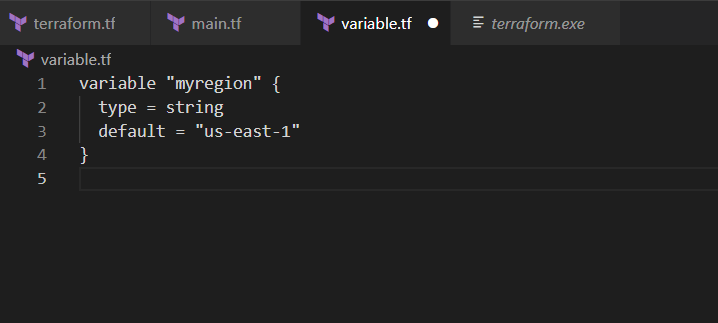 terraform.tf main.tf variable.tf terraform.exe
variable.tf
1 variable "myregion" {
2   type = string
3   default = "us-east-1"
4 }
5